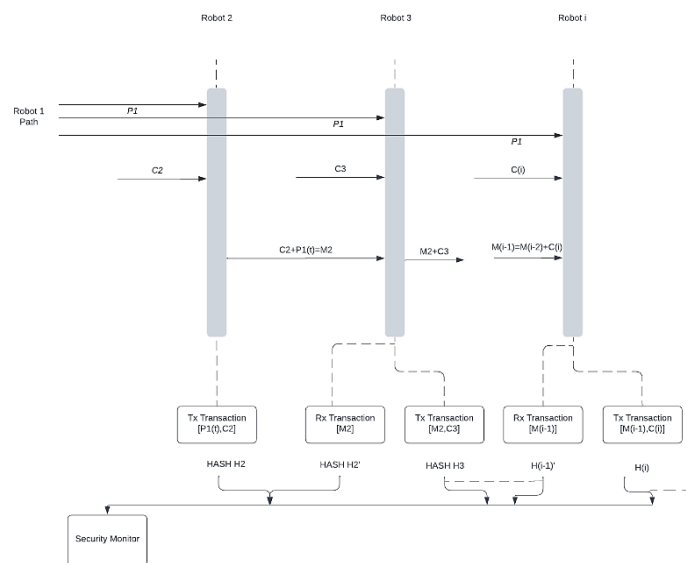 Robot 2
Robot 3
Robot i
Robot 1
Path
P1
P1
P1
C2
C3
C(i)
C2+P1(t)=M2
M2+C3
M(i-1)=M(i-2)+C(i)
Tx Transaction
[P1(t),C2]
Rx Transaction
[M2]
Tx Transaction
[M2,C3]
Rx Transaction
[M(i-1)]
Tx Transaction
[M(i-1),C(i)]
HASH H2
HASH H2'
HASH H3
H(i-1)'
H(i)
Security Monitor